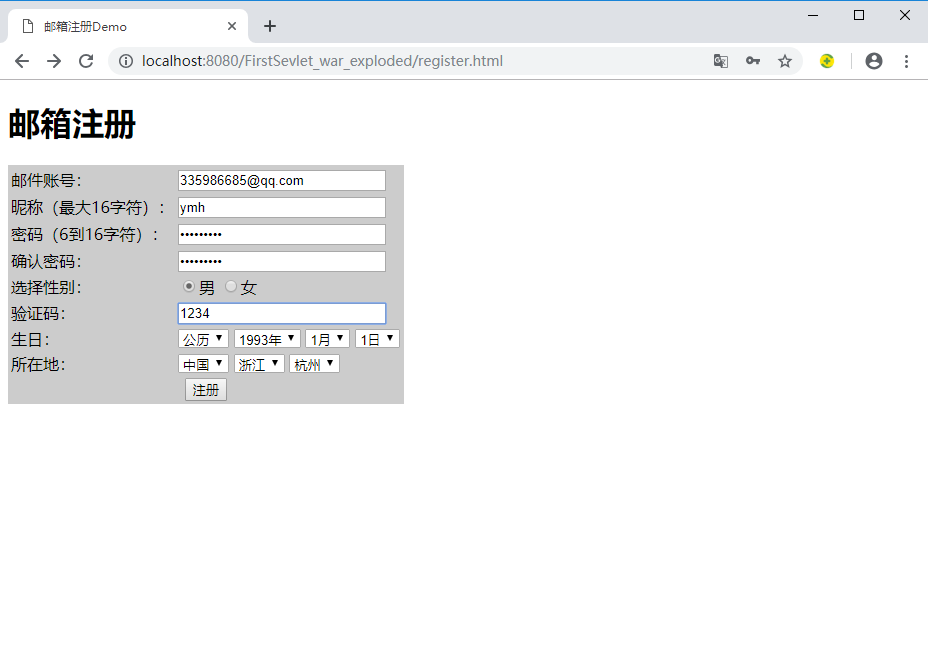 邮箱注册Demo
localhost:8080/FirstSevlet_war_exploded/register.html
邮箱注册
邮件账号： 335986685@qq.com
昵称（最大16字符）： ymh
密码（6到16字符）： •••••••••
确认密码： •••••••••
选择性别： 男 女
验证码： 1234
生日： 公历 1993年 1月 1日
所在地： 中国 浙江 杭州
注册